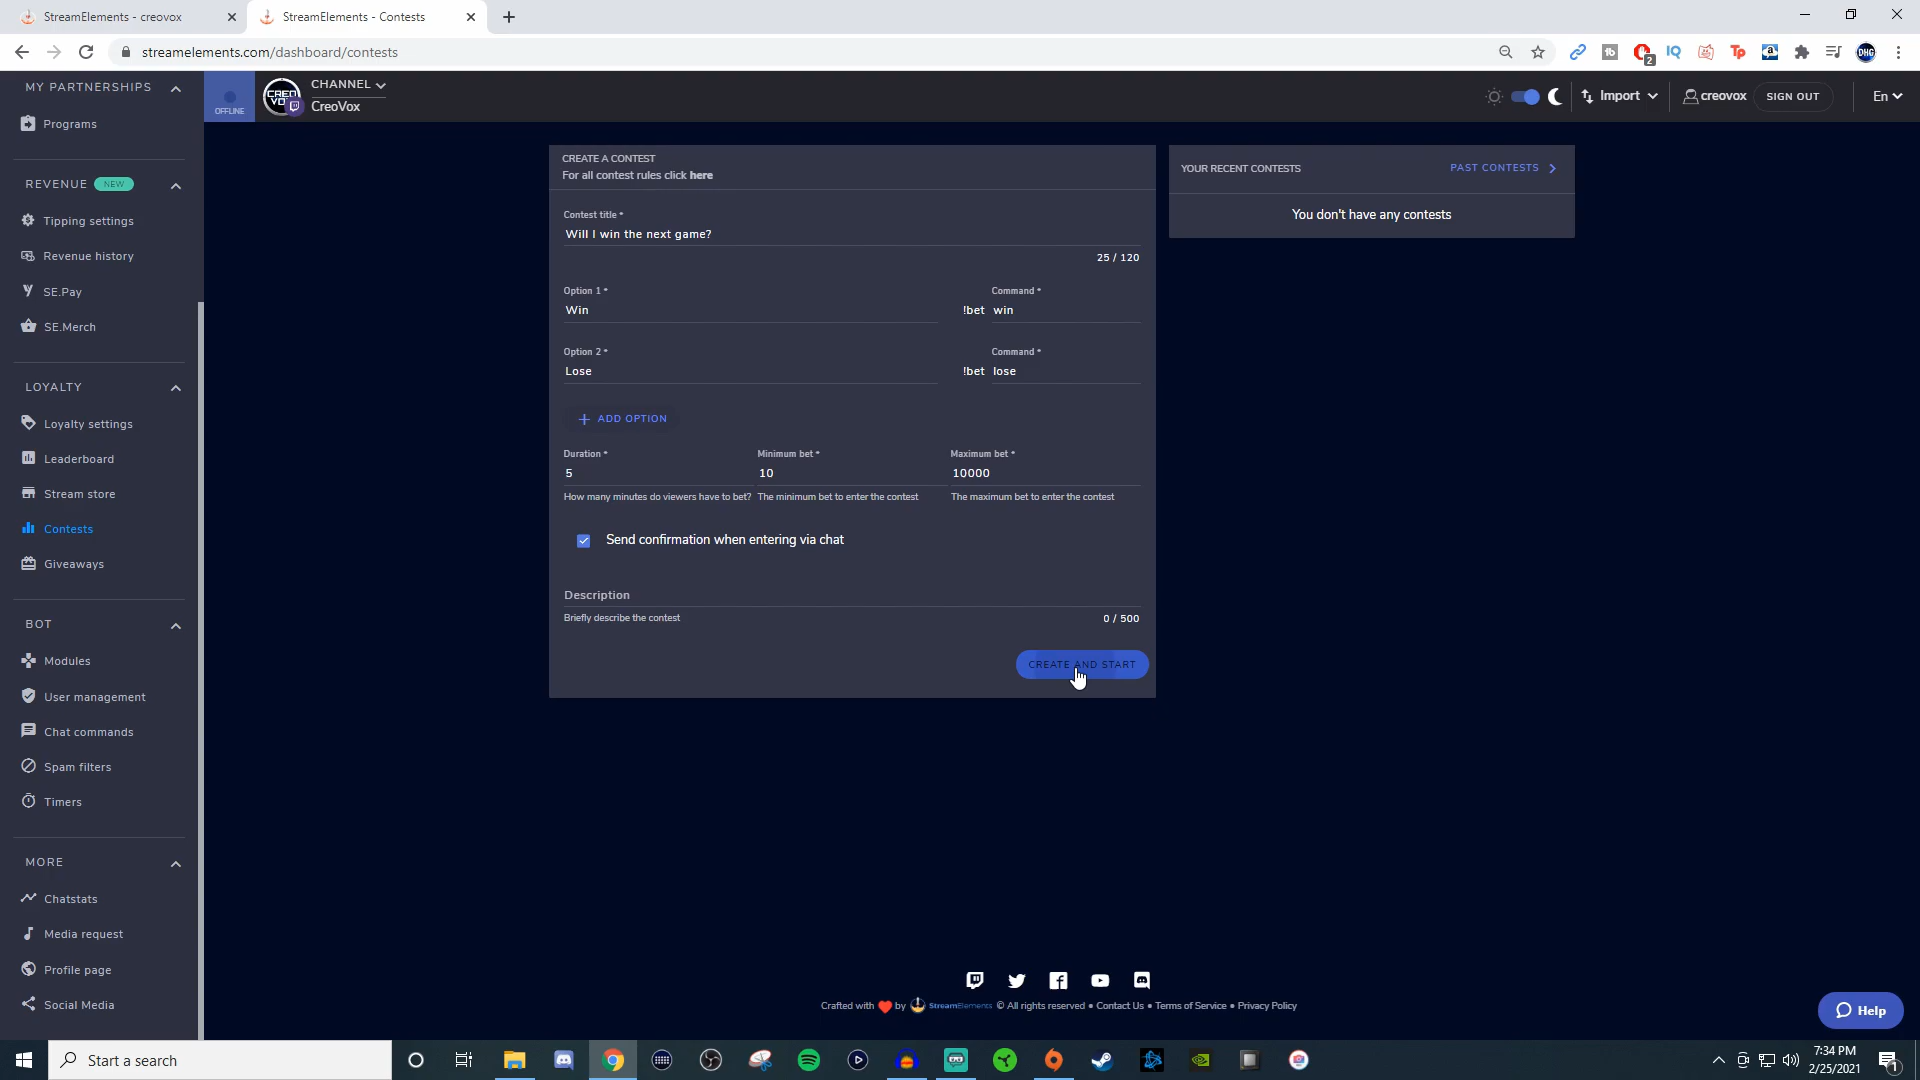 StreamElements - creovox
StreamElements - Contests
streamelements.com/dashboard/contests
MY PARTNERSHIPS
Programs
REVENUE NEW
Tipping settings
Revenue history
SE.Pay
SE.Merch
LOYALTY
Loyalty settings
Leaderboard
Stream store
Contests
Giveaways
BOT
Modules
User management
Chat commands
Spam filters
Timers
MORE
Chatstats
Media request
Profile page
Social Media
OFFLINE
CREO
CHANNEL
CreoVox
Import
creovox
SIGN OUT
En
CREATE A CONTEST
For all contest rules click here
Contest title *
Will I win the next game?
25 / 120
Option 1 *
Command *
Win
!bet win
Option 2 *
Command *
Lose
!bet lose
ADD OPTION
Duration *
Minimum bet *
Maximum bet *
5
10
10000
How many minutes do viewers have to bet?
The minimum bet to enter the contest
The maximum bet to enter the contest
Send confirmation when entering via chat
Description
Briefly describe the contest
0 / 500
CREATE AND START
YOUR RECENT CONTESTS
PAST CONTESTS
You don't have any contests
Crafted with by StreamElements © All rights reserved • Contact Us • Terms of Service • Privacy Policy
Help
Start a search
7:34 PM
2/25/2021
1
2
IQ
Tp
a
DHG
tb